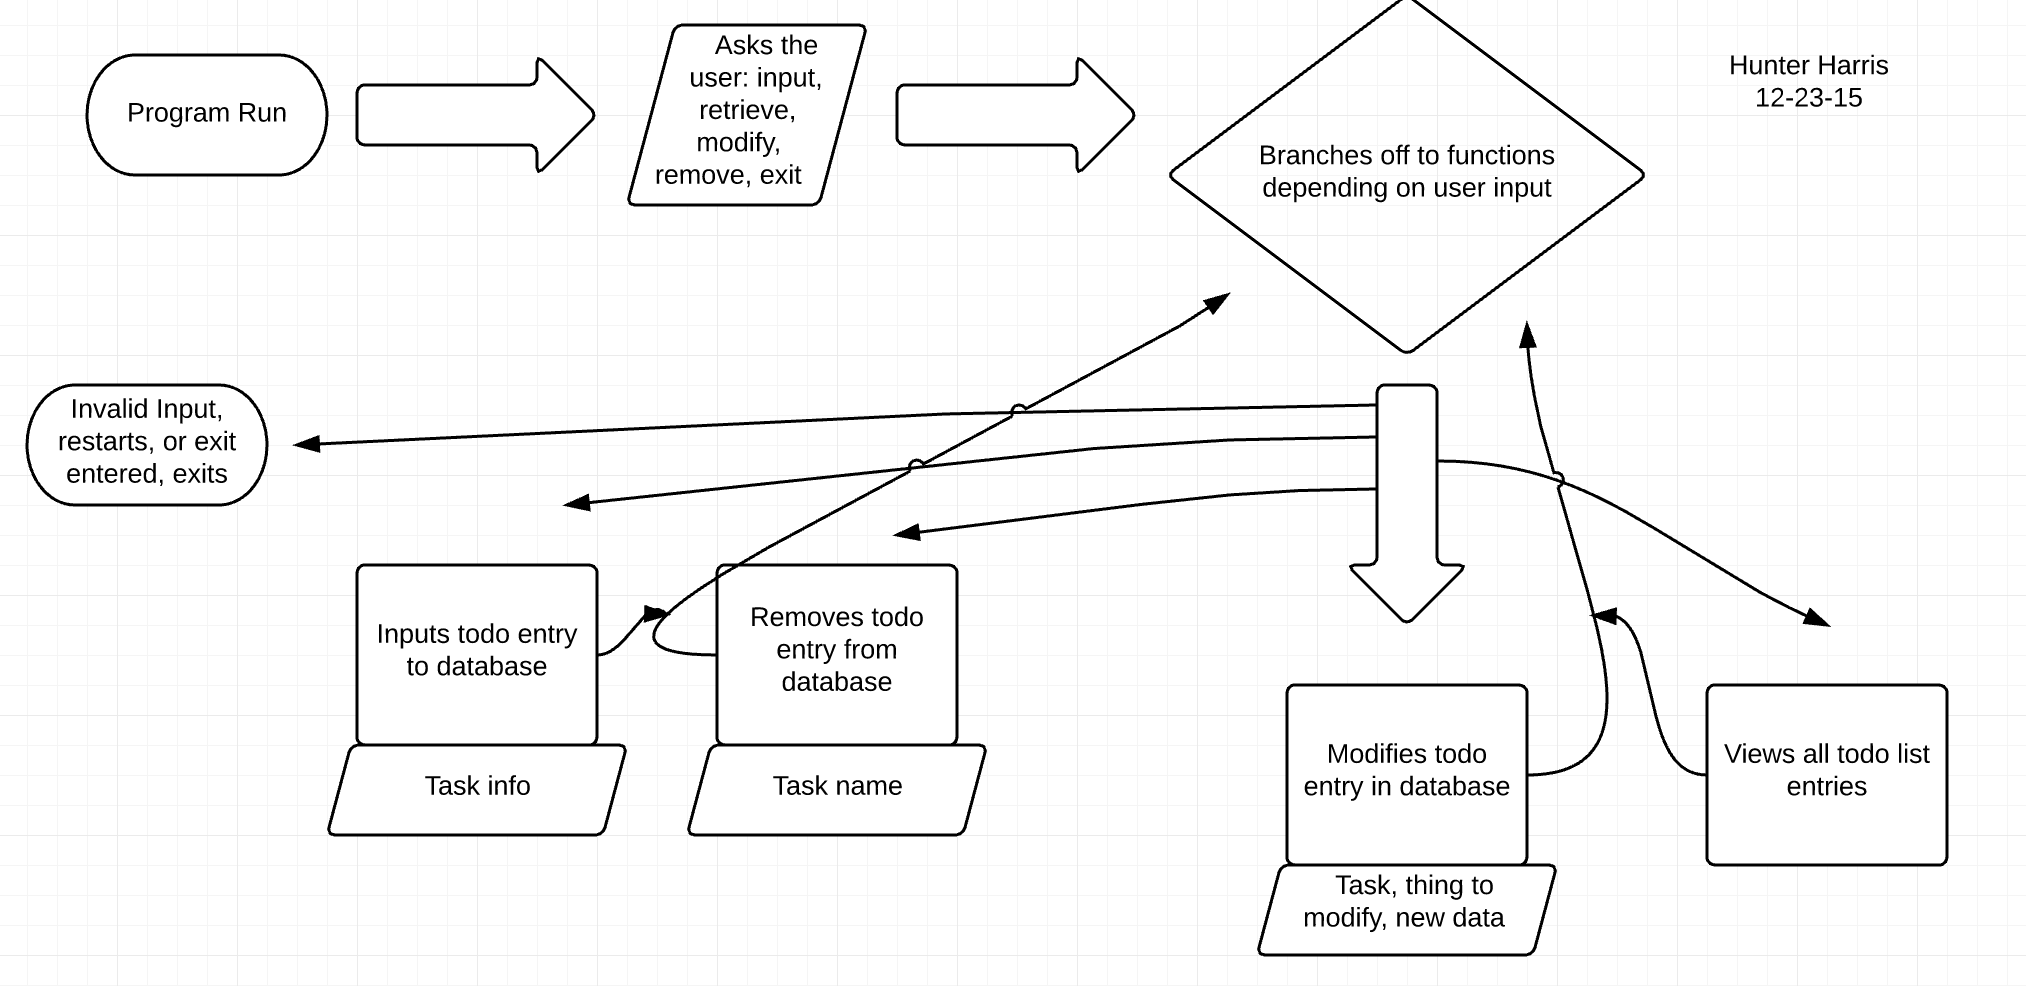 Program Run
Asks the
user: input,
retrieve,
modify,
remove, exit
Branches off to functions
depending on user input
Hunter Harris
12-23-15
Invalid Input,
restarts, or exit
entered, exits
Inputs todo entry
to database
Task info
Removes todo
entry from
database
Task name
Modifies todo
entry in database
Task, thing to
modify, new data
Views all todo list
entries